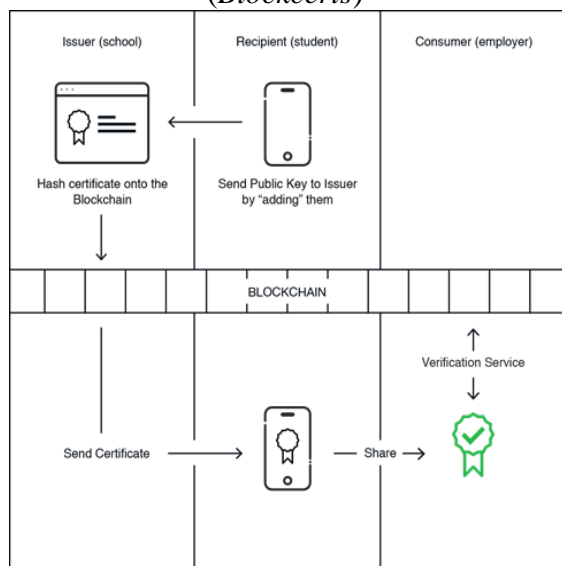 (Blockcerts)
Issuer (school)
Recipient (student)
Consumer (employer)
Hash certificate onto the
Blockchain
Send Public Key to Issuer
by "adding" them
BLOCKCHAIN
Verification Service
Send Certificate
Share